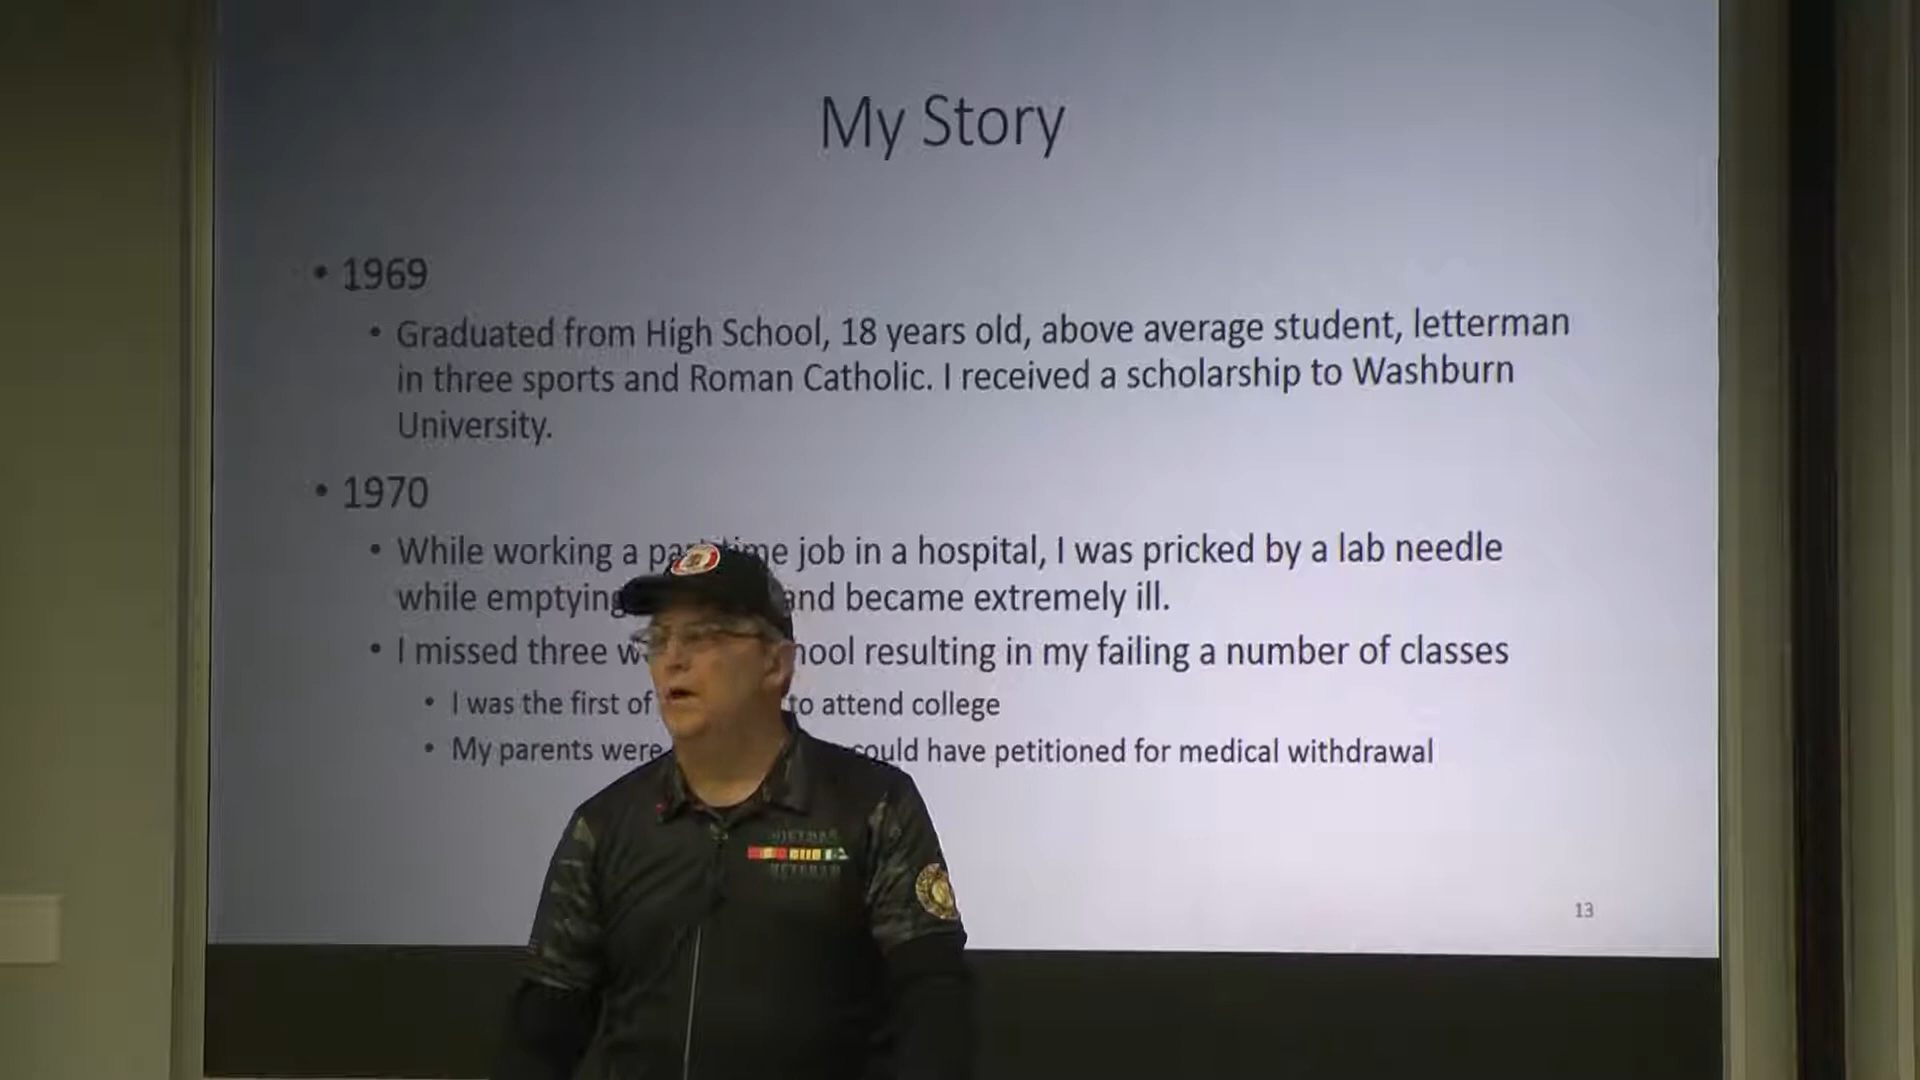 My Story
• 1969
• Graduated from High School, 18 years old, above average student, letterman
in three sports and Roman Catholic. I received a scholarship to Washburn
University.
• 1970
• While working a part time job in a hospital, I was pricked by a lab needle
while emptying and became extremely ill.
• I missed three resulting in my failing a number of classes
• I was the first of to attend college
• My parents were could have petitioned for medical withdrawal
VIETNAM
VETERAN
13